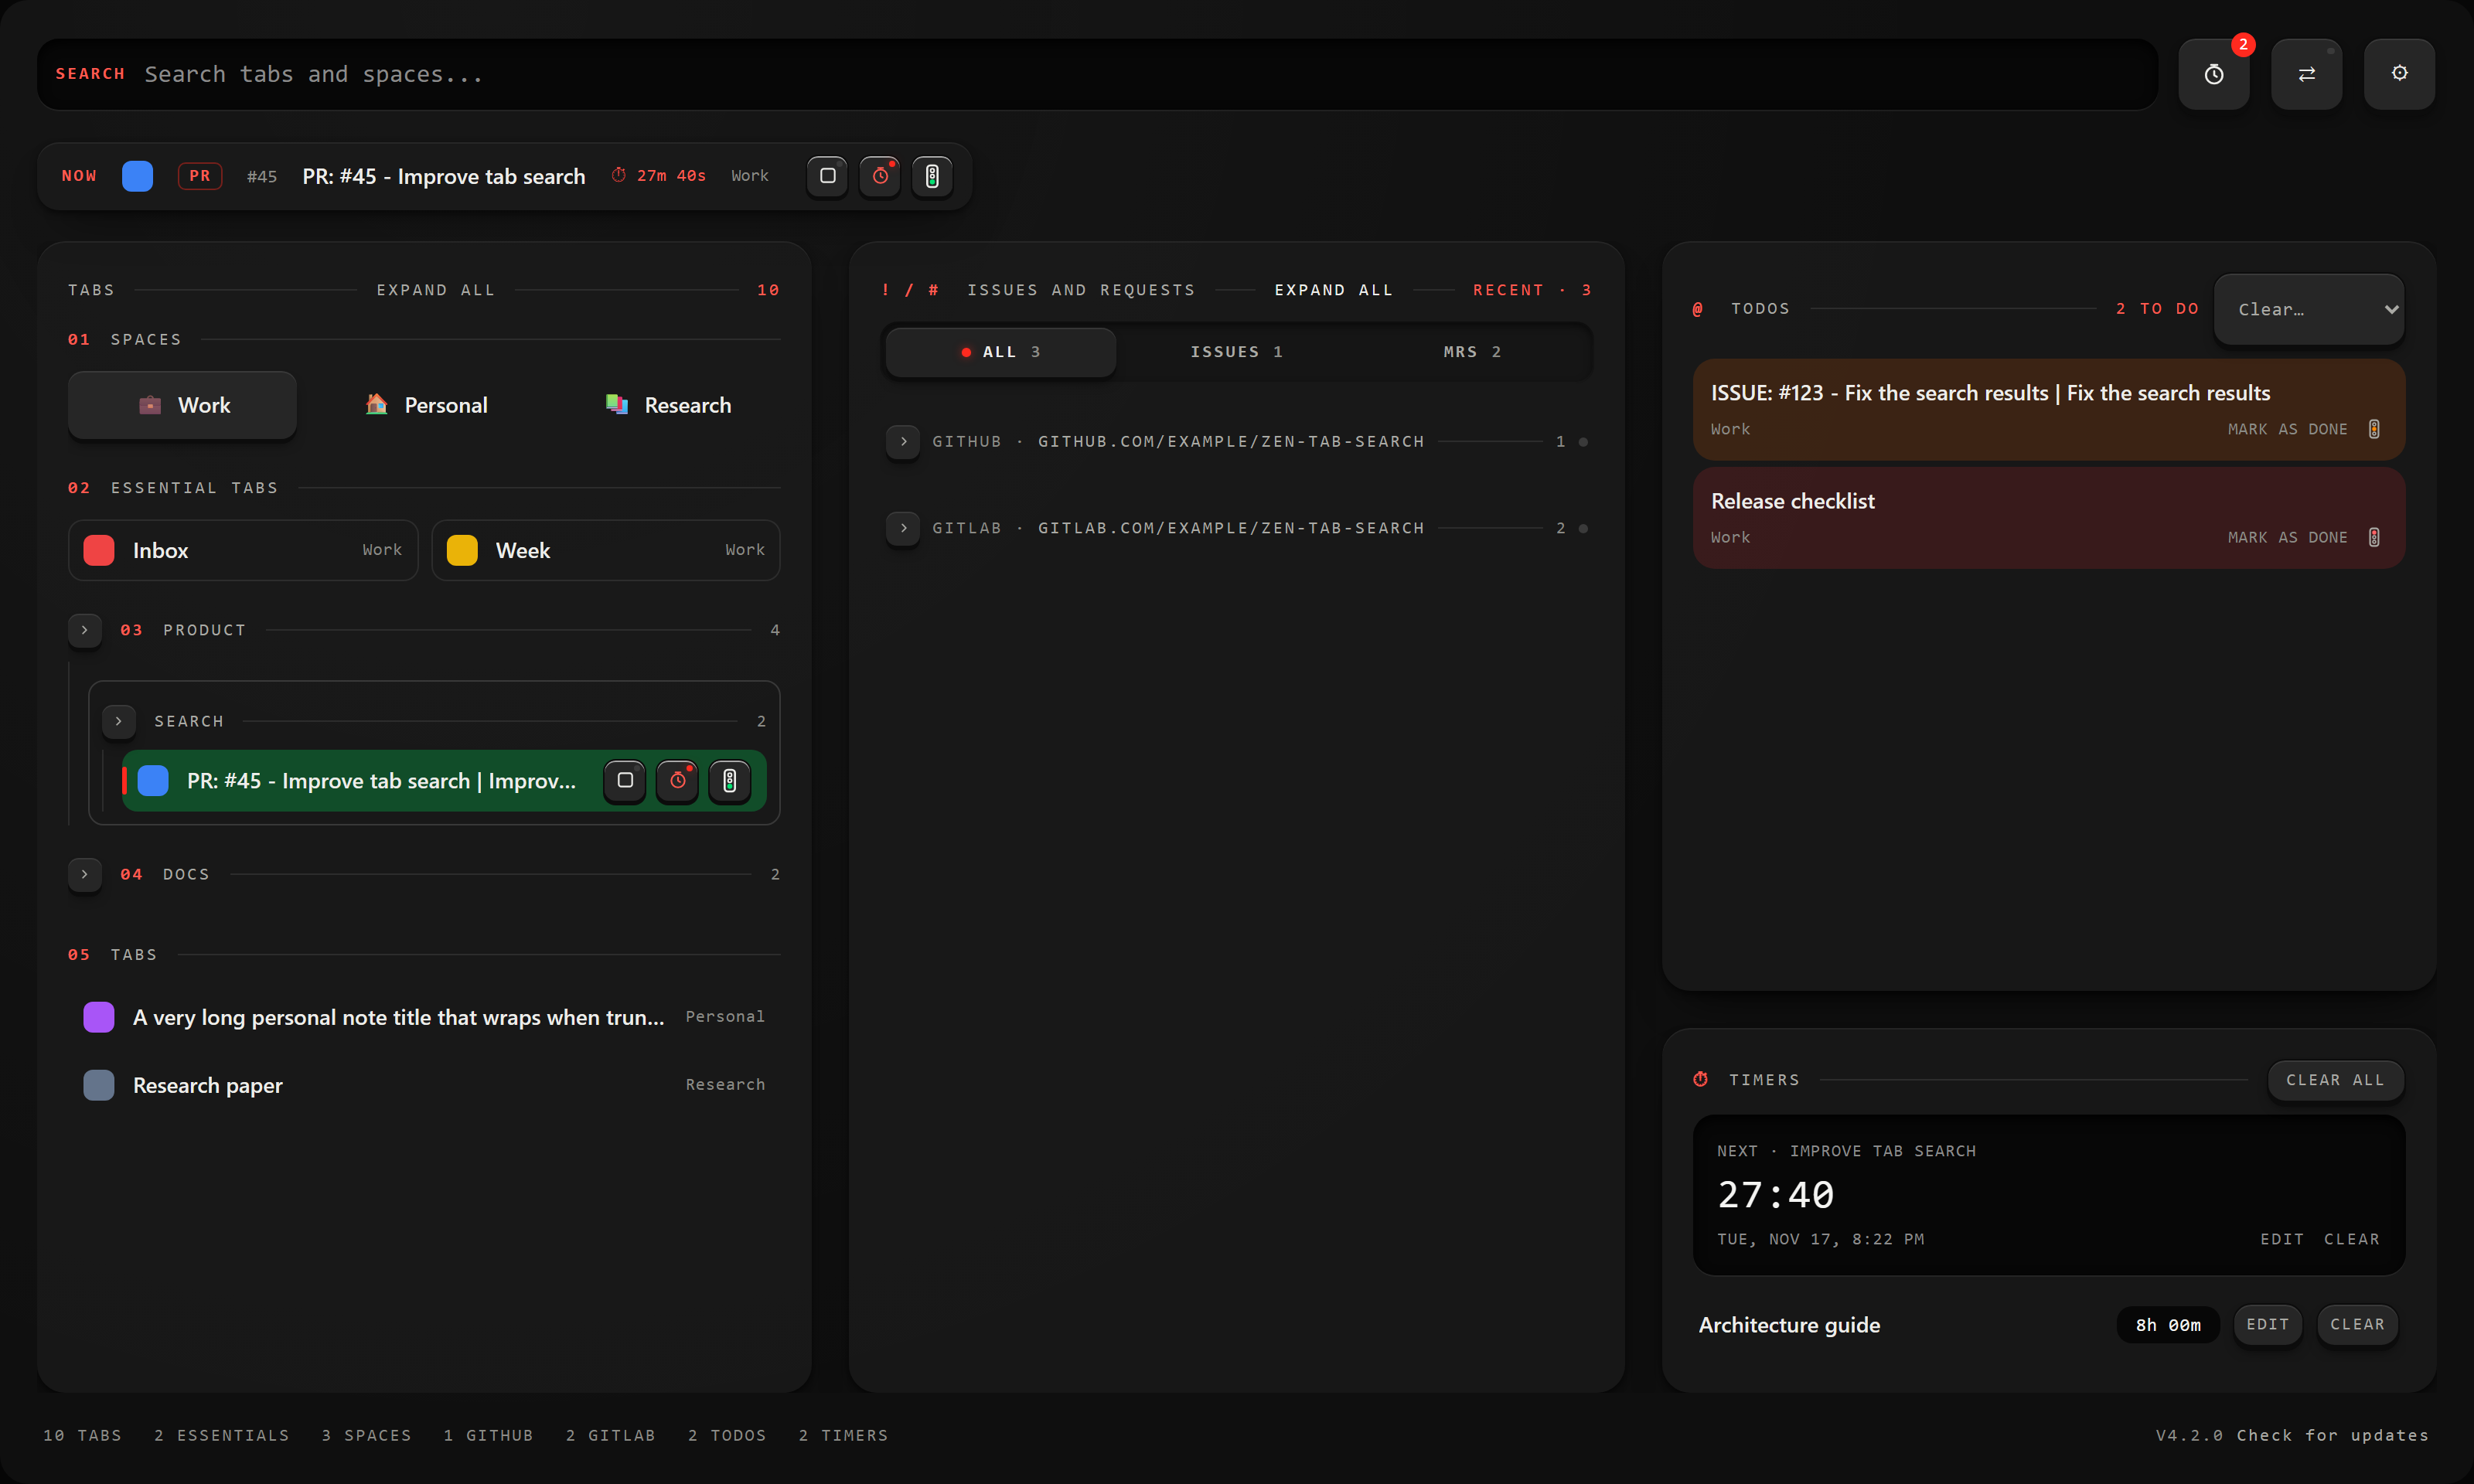 SEARCH Search tabs and spaces...
2
NOW PR #45 PR: #45 - Improve tab search 27m 40s Work
TABS EXPAND ALL 10
01 SPACES
Work Personal Research
02 ESSENTIAL TABS
Inbox Work Week Work
03 PRODUCT 4
SEARCH 2
PR: #45 - Improve tab search | Improv...
04 DOCS 2
05 TABS
A very long personal note title that wraps when trun... Personal
Research paper Research
! / # ISSUES AND REQUESTS EXPAND ALL RECENT · 3
ALL 3 ISSUES 1 MRS 2
GITHUB · GITHUB.COM/EXAMPLE/ZEN-TAB-SEARCH 1
GITLAB · GITLAB.COM/EXAMPLE/ZEN-TAB-SEARCH 2
@ TODOS 2 TO DO Clear…
ISSUE: #123 - Fix the search results | Fix the search results
Work MARK AS DONE
Release checklist
Work MARK AS DONE
TIMERS CLEAR ALL
NEXT · IMPROVE TAB SEARCH
27:40
TUE, NOV 17, 8:22 PM EDIT CLEAR
Architecture guide 8h 00m EDIT CLEAR
10 TABS 2 ESSENTIALS 3 SPACES 1 GITHUB 2 GITLAB 2 TODOS 2 TIMERS
V4.2.0 Check for updates